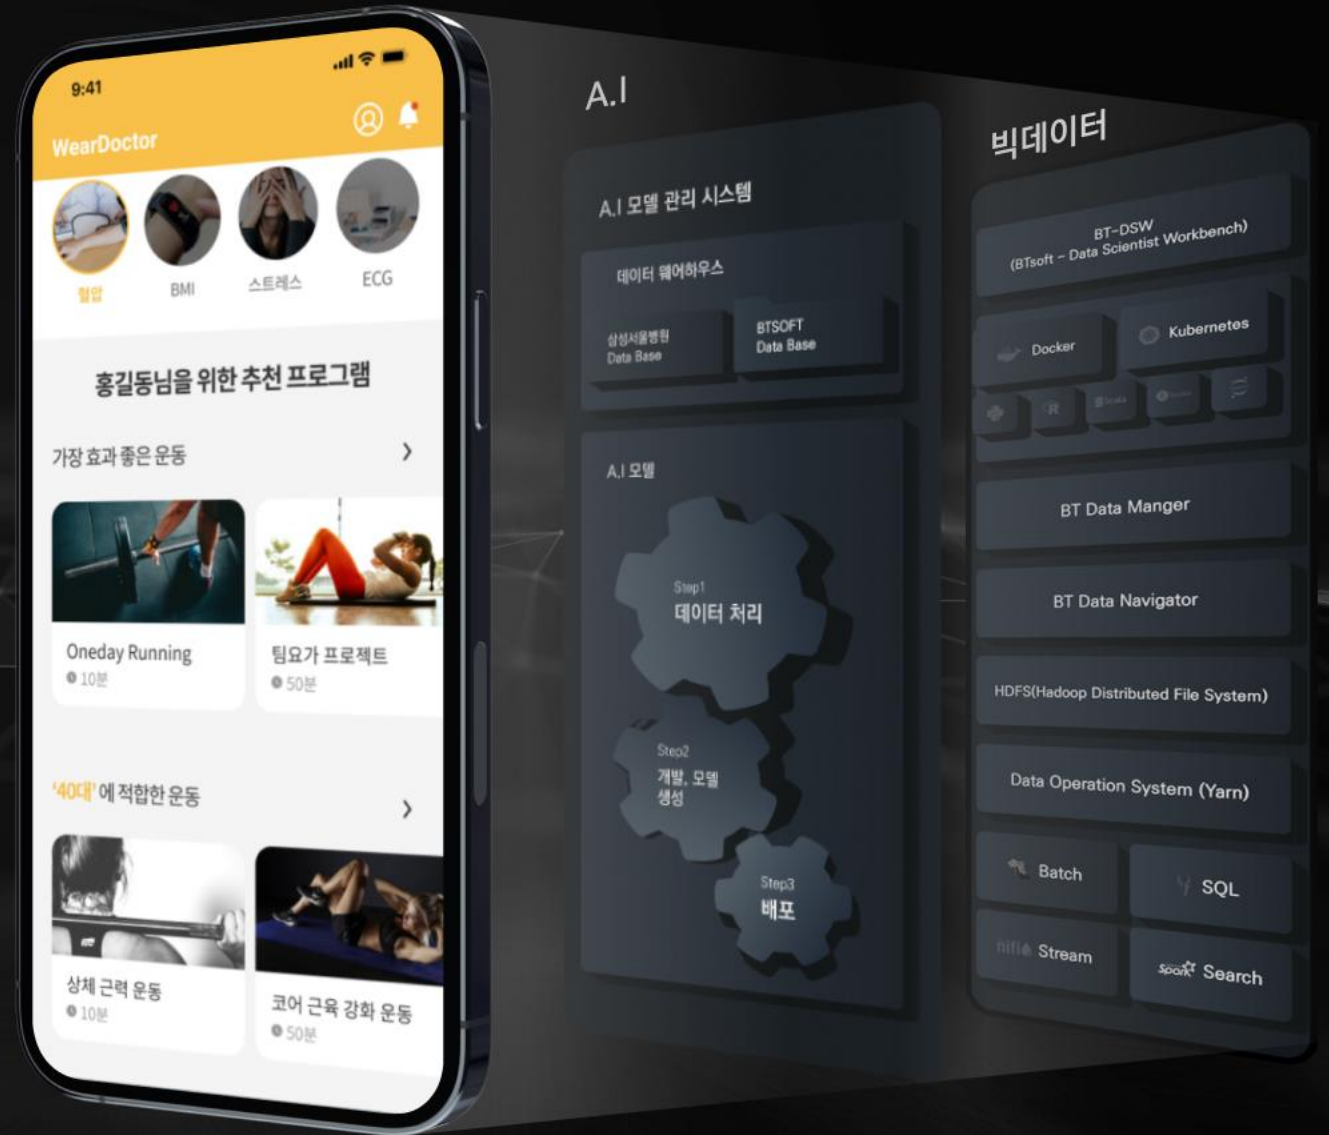 9:41
WearDoctor
혈압
BMI
스트레스
ECG
홍길동님을 위한 추천 프로그램
가장 효과 좋은 운동
Oneday Running
10분
팀요가 프로젝트
50분
'40대' 에 적합한 운동
상체 근력 운동
10분
코어 근육 강화 운동
50분
A.I
A.I 모델 관리 시스템
데이터 웨어하우스
삼성서울병원
Data Base
BTSOFT
Data Base
A.I 모델
Step1
데이터 처리
Step2
개발, 모델
생성
Step3
배포
빅데이터
BT-DSW
(BTsoft - Data Scientist Workbench)
Docker
Kubernetes
R
Scala
BT Data Manger
BT Data Navigator
HDFS(Hadoop Distributed File System)
Data Operation System (Yarn)
Batch
SQL
nifi Stream
Spark Search